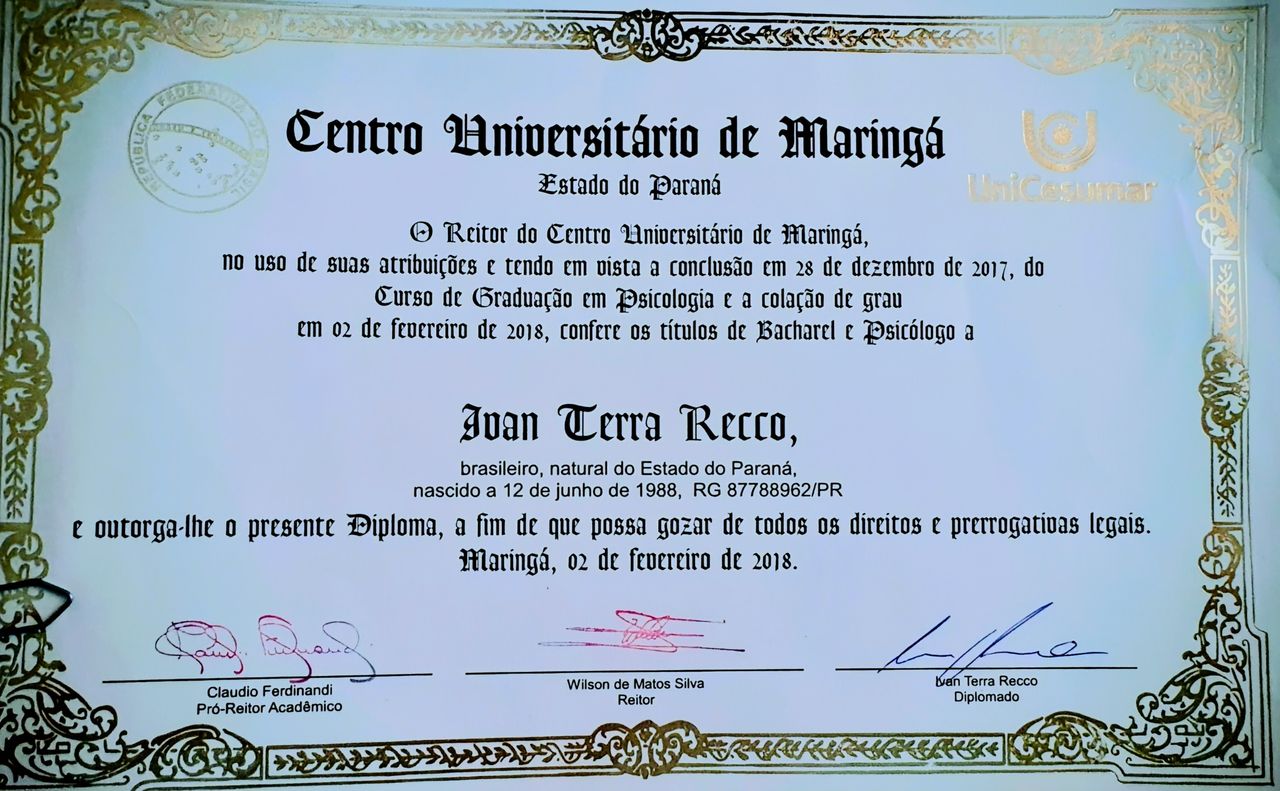 REPÚBLICA FEDERATIVA DO BRASIL
Centro Universitário de Maringá
UniCesumar
Estado do Paraná
O Reitor do Centro Universitário de Maringá,
no uso de suas atribuições e tendo em vista a conclusão em 28 de dezembro de 2017, do
Curso de Graduação em Psicologia e a colação de grau
em 02 de fevereiro de 2018, confere os títulos de Bacharel e Psicólogo a
Ivan Terra Recco,
brasileiro, natural do Estado do Paraná,
nascido a 12 de junho de 1988, RG 87788962/PR
e outorga-lhe o presente Diploma, a fim de que possa gozar de todos os direitos e prerrogativas legais.
Maringá, 02 de fevereiro de 2018.
Claudio Ferdinandi
Pró-Reitor Acadêmico
Wilson de Matos Silva
Reitor
Ivan Terra Recco
Diplomado